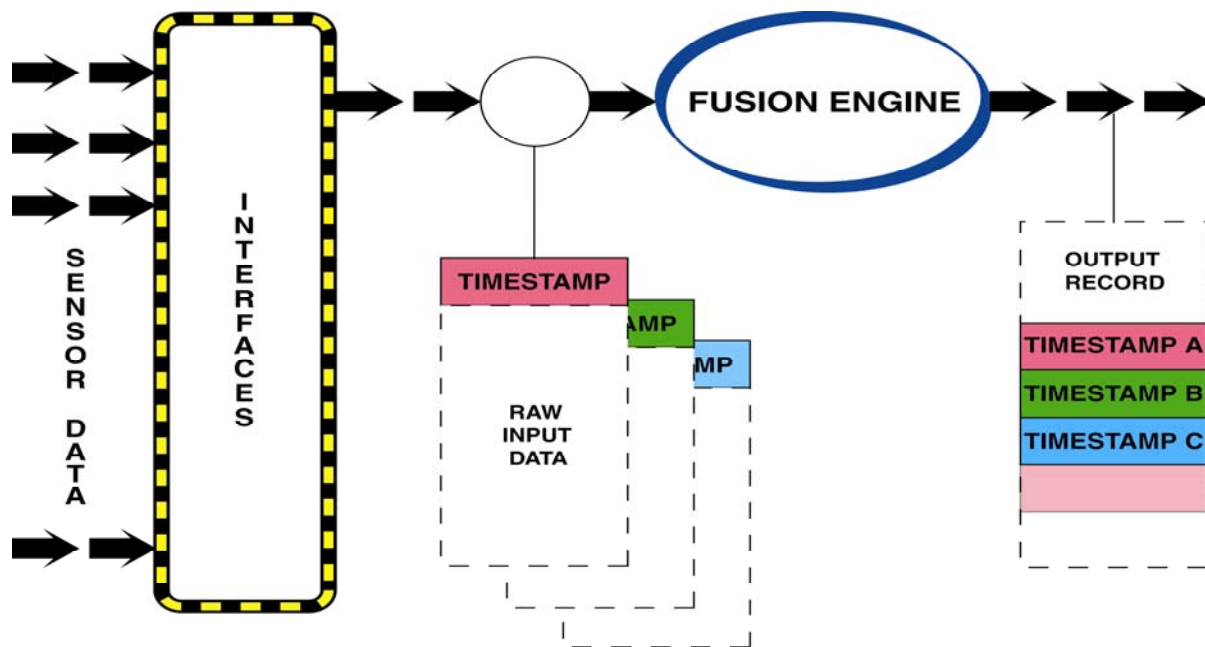 SENSOR DATA
INTERFACES
FUSION ENGINE
TIMESTAMP
AMP
MP
RAW
INPUT
DATA
OUTPUT
RECORD
TIMESTAMP A
TIMESTAMP B
TIMESTAMP C